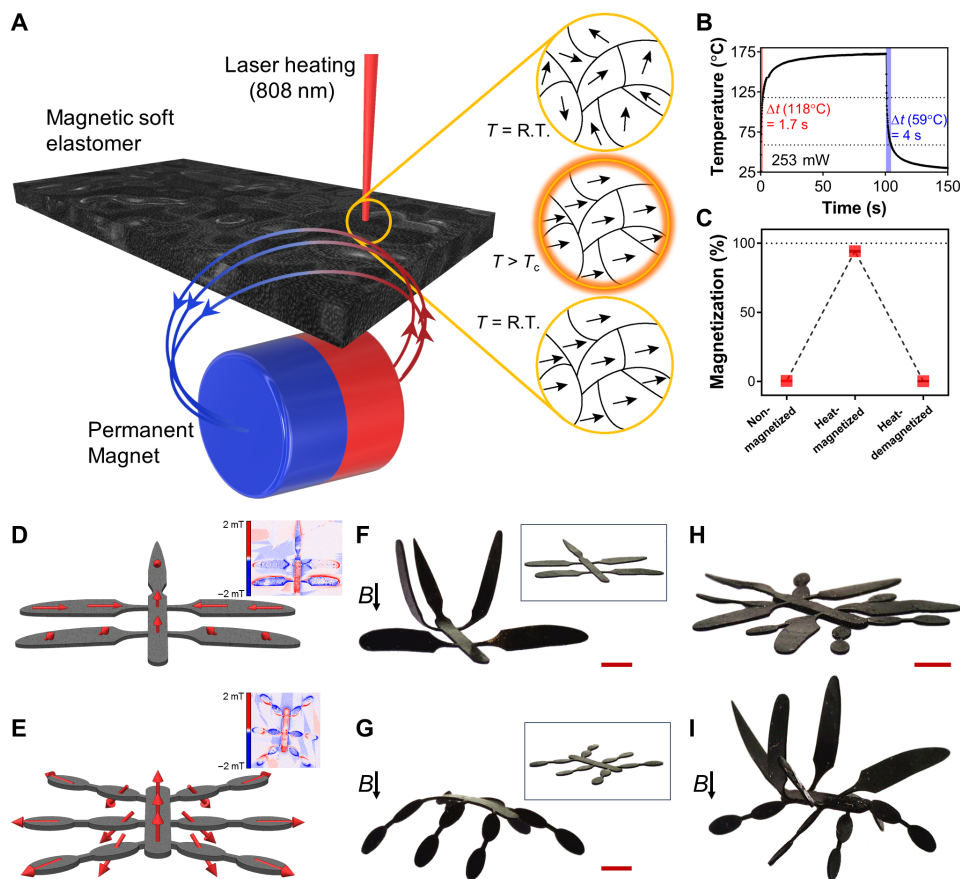 A
Laser heating
(808 nm)
Magnetic soft
elastomer
T = R.T.
T > Tc
T = R.T.
Permanent
Magnet
B
Temperature (°C)
175
125
75
25
Δt (118°C)
= 1.7 s
Δt (59°C)
= 4 s
253 mW
0
50
100
150
Time (s)
C
Magnetization (%)
100
0
Non-
magnetized
Heat-
magnetized
Heat-
demagnetized
D
2 mT
−2 mT
E
2 mT
−2 mT
F
B
G
B
H
I
B